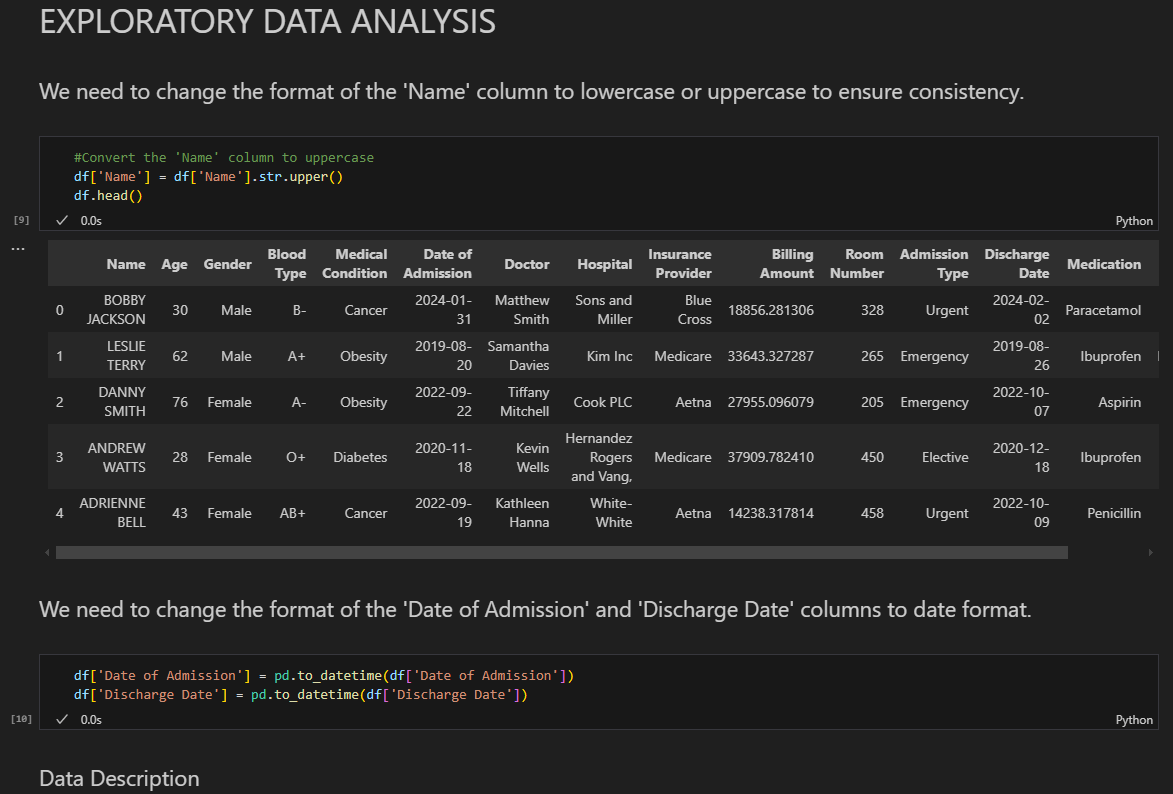 EXPLORATORY DATA ANALYSIS
We need to change the format of the 'Name' column to lowercase or uppercase to ensure consistency.
#Convert the 'Name' column to uppercase
df['Name'] = df['Name'].str.upper()
df.head()
[9] ✓ 0.0s Python
...
Name Age Gender Blood Type Medical Condition Date of Admission Doctor Hospital Insurance Provider Billing Amount Room Number Admission Type Discharge Date Medication
0 BOBBY JACKSON 30 Male B- Cancer 2024-01-31 Matthew Smith Sons and Miller Blue Cross 18856.281306 328 Urgent 2024-02-02 Paracetamol
1 LESLIE TERRY 62 Male A+ Obesity 2019-08-20 Samantha Davies Kim Inc Medicare 33643.327287 265 Emergency 2019-08-26 Ibuprofen
2 DANNY SMITH 76 Female A- Obesity 2022-09-22 Tiffany Mitchell Cook PLC Aetna 27955.096079 205 Emergency 2022-10-07 Aspirin
3 ANDREW WATTS 28 Female O+ Diabetes 2020-11-18 Kevin Wells Hernandez Rogers and Vang, Medicare 37909.782410 450 Elective 2020-12-18 Ibuprofen
4 ADRIENNE BELL 43 Female AB+ Cancer 2022-09-19 Kathleen Hanna White-White Aetna 14238.317814 458 Urgent 2022-10-09 Penicillin
We need to change the format of the 'Date of Admission' and 'Discharge Date' columns to date format.
df['Date of Admission'] = pd.to_datetime(df['Date of Admission'])
df['Discharge Date'] = pd.to_datetime(df['Discharge Date'])
[10] ✓ 0.0s Python
Data Description